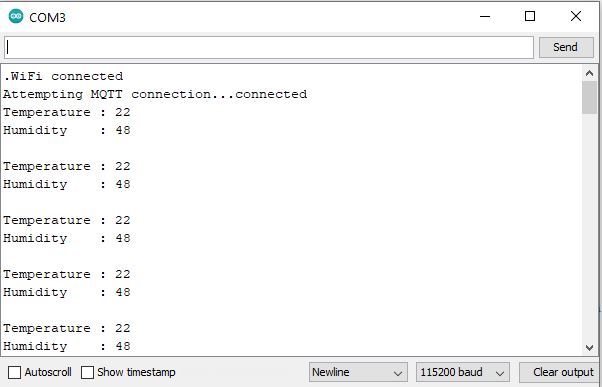 COM3
Send
.WiFi connected
Attempting MQTT connection...connected
Temperature : 22
Humidity    : 48
Temperature : 22
Humidity    : 48
Temperature : 22
Humidity    : 48
Temperature : 22
Humidity    : 48
Temperature : 22
Humidity    : 48
Autoscroll Show timestamp Newline 115200 baud Clear output